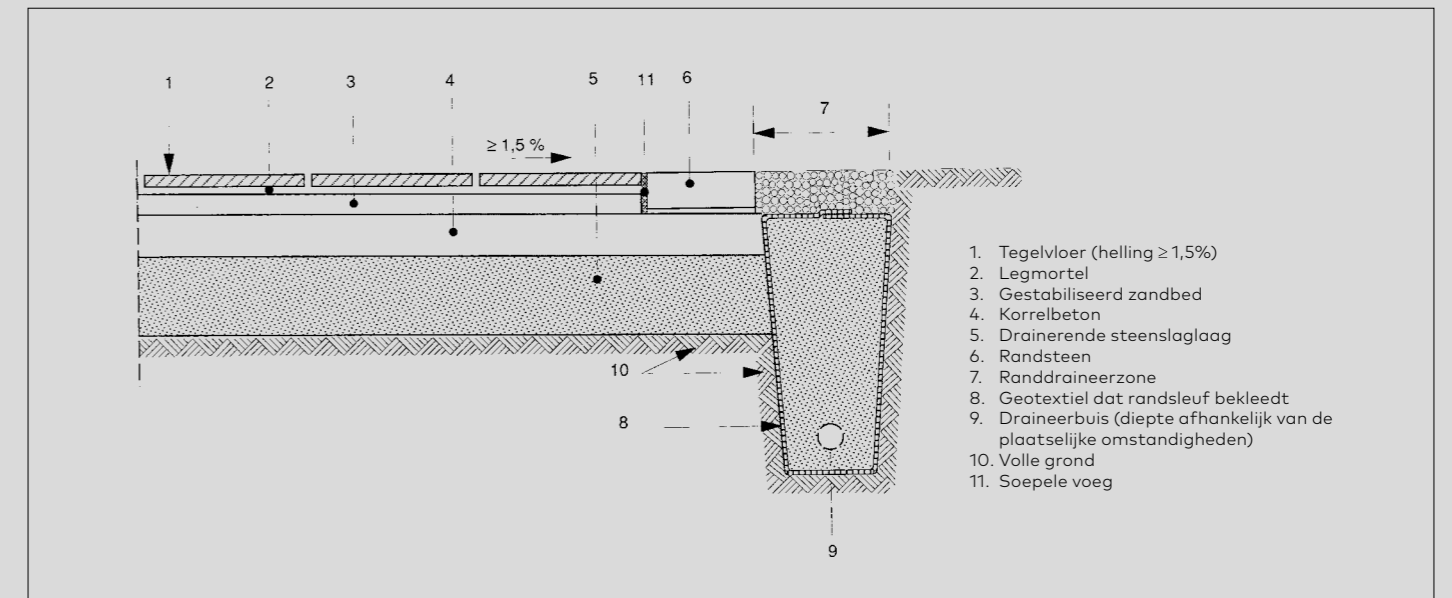 1 2 3 4 5 11 6
7
≥ 1,5 %
10
8
9
1. Tegelvloer (helling ≥ 1,5%)
2. Legmortel
3. Gestabiliseerd zandbed
4. Korrelbeton
5. Drainerende steenslaglaag
6. Randsteen
7. Randdraineerzone
8. Geotextiel dat randsleuf bekleedt
9. Draineerbuis (diepte afhankelijk van de
plaatselijke omstandigheden)
10. Volle grond
11. Soepele voeg